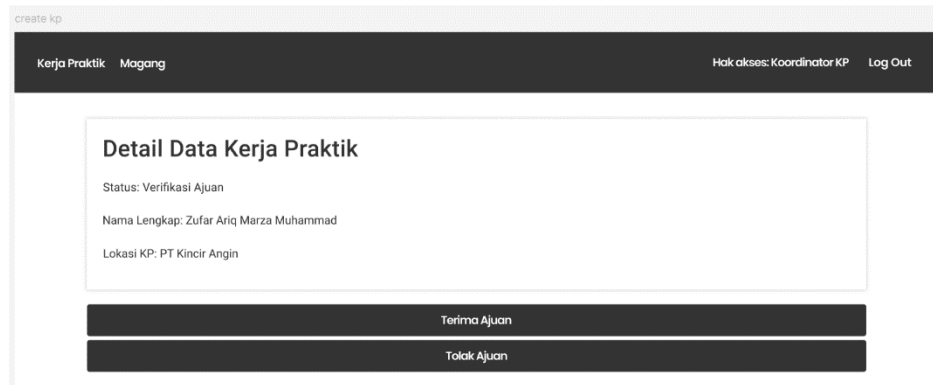 create kp
Kerja Praktik Magang Hak akses: Koordinator KP Log Out
Detail Data Kerja Praktik
Status: Verifikasi Ajuan
Nama Lengkap: Zufar Ariq Marza Muhammad
Lokasi KP: PT Kincir Angin
Terima Ajuan
Tolak Ajuan